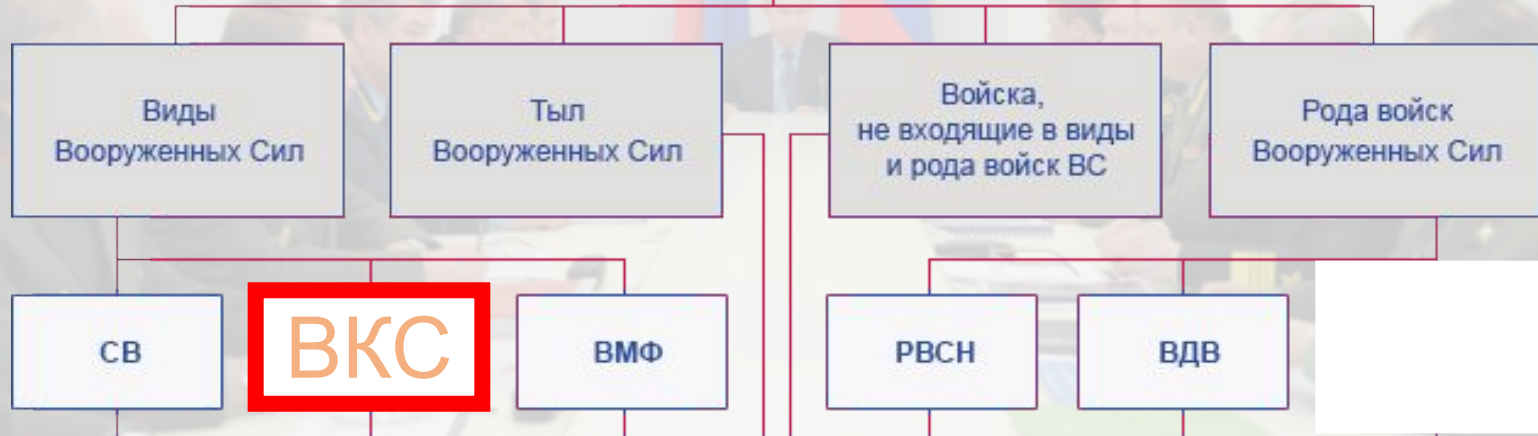 Виды
Вооруженных Сил
Тыл
Вооруженных Сил
Войска,
не входящие в виды
и рода войск ВС
Рода войск
Вооруженных Сил
СВ
ВКС
ВМФ
РВСН
ВДВ